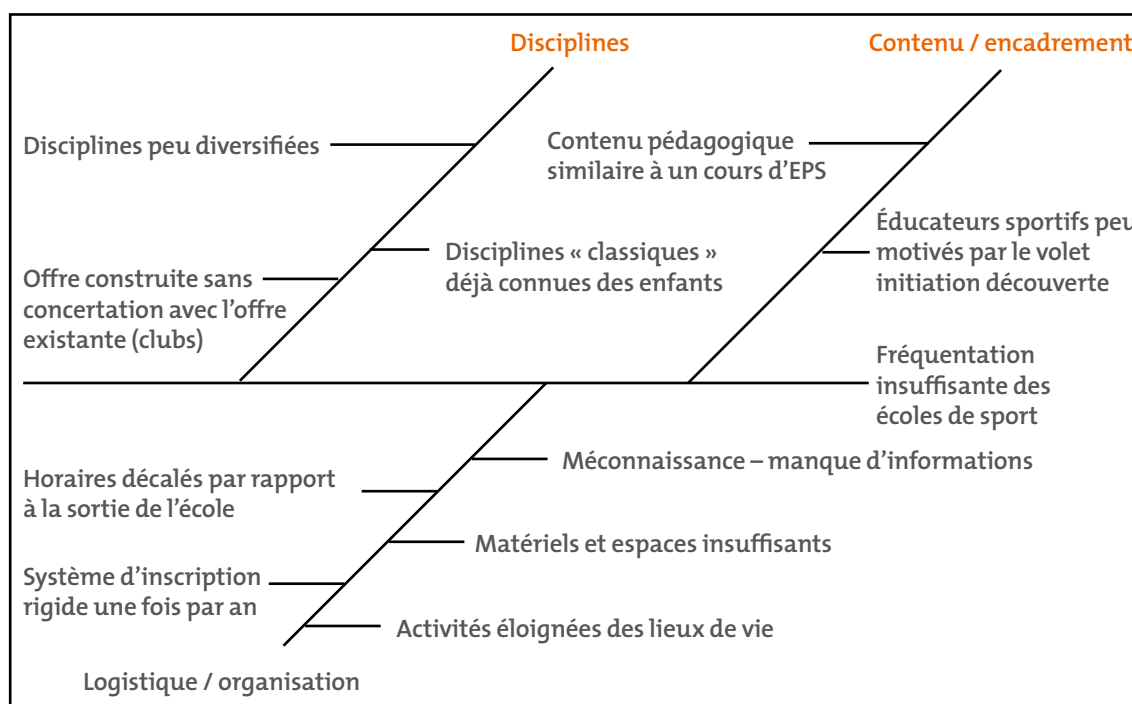 Disciplines
Contenu / encadrement
Disciplines peu diversifiées
Contenu pédagogique
similaire à un cours d’EPS
Disciplines « classiques »
déjà connues des enfants
Éducateurs sportifs peu
motivés par le volet
initiation découverte
Offre construite sans
concertation avec l’offre
existante (clubs)
Fréquentation
insuffisante des
écoles de sport
Méconnaissance – manque d’informations
Horaires décalés par rapport
à la sortie de l’école
Matériels et espaces insuffisants
Système d’inscription
rigide une fois par an
Activités éloignées des lieux de vie
Logistique / organisation